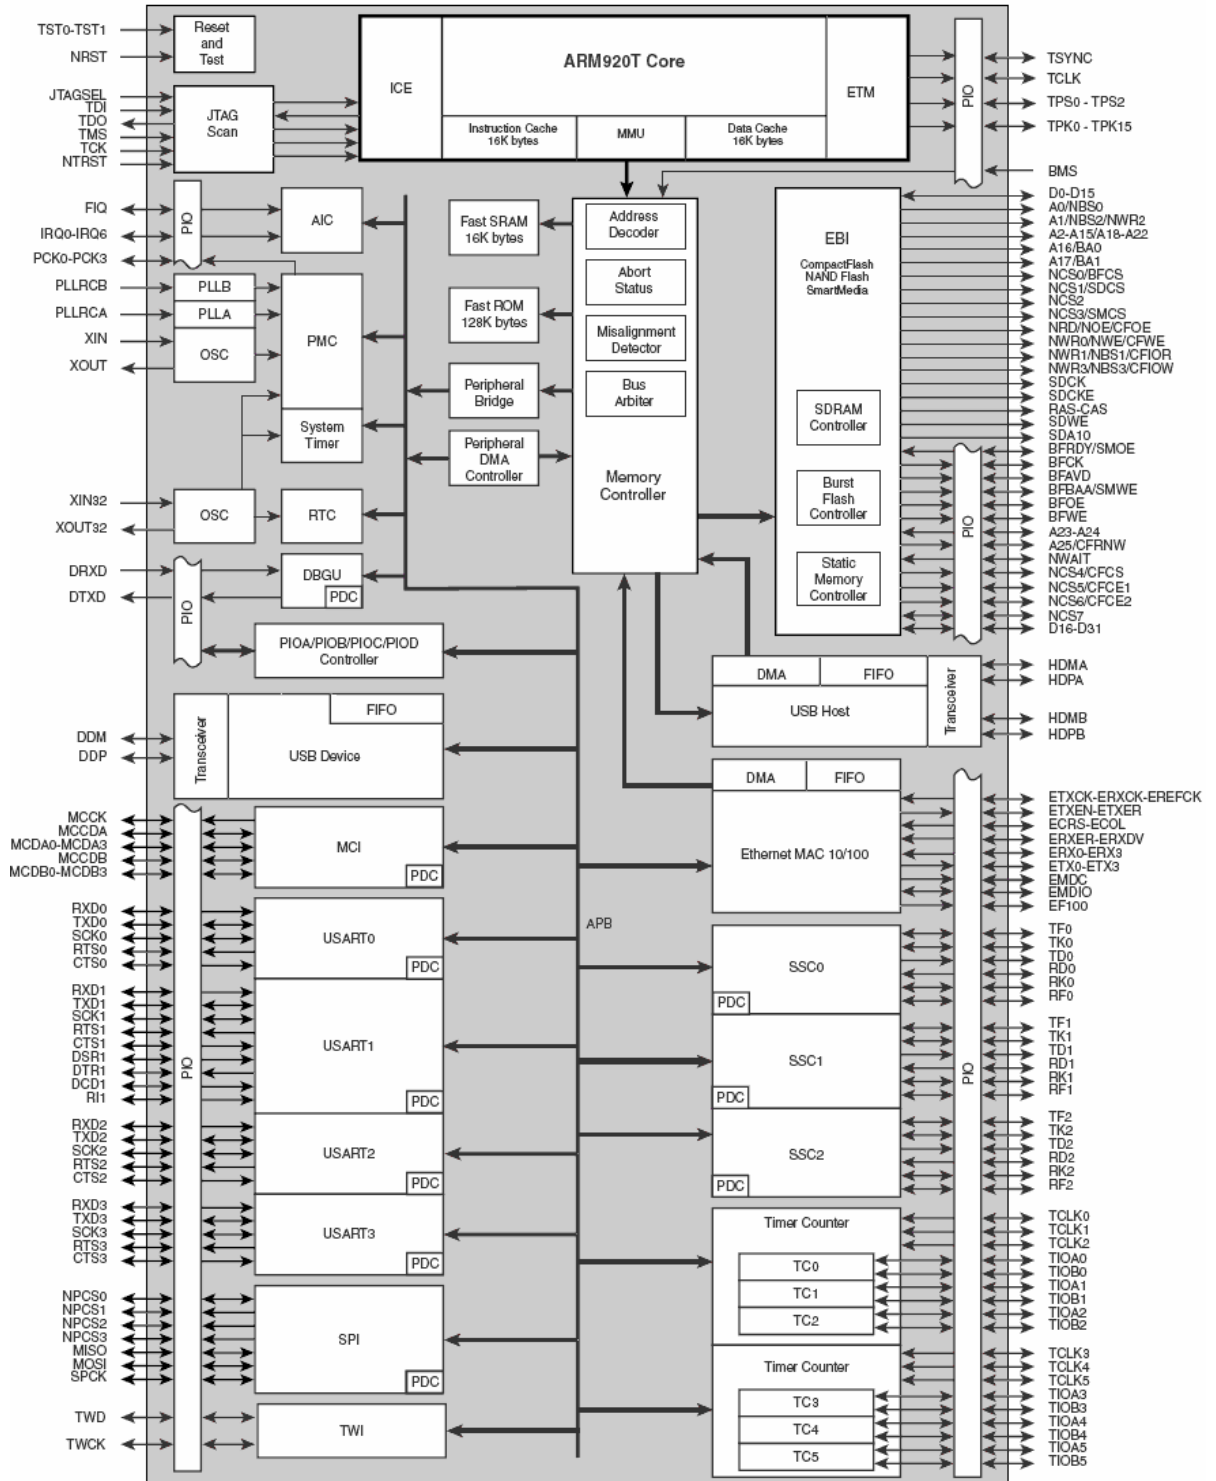 TST0-TST1
NRST
Reset
and
Test
JTAGSEL
TDI
TDO
TMS
TCK
NTRST
JTAG
Scan
ICE
ARM920T Core
Instruction Cache
16K bytes
MMU
Data Cache
16K bytes
ETM
PIO
TSYNC
TCLK
TPS0 - TPS2
TPK0 - TPK15
BMS
FIQ
IRQ0-IRQ6
PCK0-PCK3
PLLRCB
PLLRCA
XIN
XOUT
PIO
AIC
PLLB
PLLA
OSC
PMC
System
Timer
XIN32
XOUT32
OSC
RTC
DRXD
DTXD
PIO
DBGU
PDC
PIOA/PIOB/PIOC/PIOD
Controller
Fast SRAM
16K bytes
Fast ROM
128K bytes
Peripheral
Bridge
Peripheral
DMA
Controller
Address
Decoder
Abort
Status
Misalignment
Detector
Bus
Arbiter
Memory
Controller
EBI
CompactFlash
NAND Flash
SmartMedia
SDRAM
Controller
Burst
Flash
Controller
Static
Memory
Controller
PIO
D0-D15
A0/NBS0
A1/NBS2/NWR2
A2-A15/A18-A22
A16/BA0
A17/BA1
NCS0/BFCS
NCS1/SDCS
NCS2
NCS3/SMCS
NRD/NOE/CFOE
NWR0/NWE/CFWE
NWR1/NBS1/CFIOR
NWR3/NBS3/CFIOW
SDCK
SDCKE
RAS-CAS
SDWE
SDA10
BFRDY/SMOE
BFCK
BFAVD
BFBAA/SMWE
BFOE
BFWE
A23-A24
A25/CFRNW
NWAIT
NCS4/CFCS
NCS5/CFCE1
NCS6/CFCE2
NCS7
D16-D31
DMA
FIFO
USB Host
Transceiver
HDMA
HDPA
HDMB
HDPB
DDM
DDP
Transceiver
FIFO
USB Device
DMA
FIFO
Ethernet MAC 10/100
ETXCK-ERXCK-EREFCK
ETXEN-ETXER
ECRS-ECOL
ERXER-ERXDV
ERX0-ERX3
ETX0-ETX3
EMDC
EMDIO
EF100
MCCK
MCCDA
MCDA0-MCDA3
MCCDB
MCDB0-MCDB3
MCI
PDC
RXD0
TXD0
SCK0
RTS0
CTS0
USART0
PDC
RXD1
TXD1
SCK1
RTS1
CTS1
DSR1
DTR1
DCD1
RI1
PIO
USART1
PDC
RXD2
TXD2
SCK2
RTS2
CTS2
USART2
PDC
RXD3
TXD3
SCK3
RTS3
CTS3
USART3
PDC
NPCS0
NPCS1
NPCS2
NPCS3
MISO
MOSI
SPCK
SPI
PDC
TWD
TWCK
TWI
APB
SSC0
PDC
TF0
TK0
TD0
RD0
RK0
RF0
SSC1
PDC
PIO
TF1
TK1
TD1
RD1
RK1
RF1
SSC2
PDC
TF2
TK2
TD2
RD2
RK2
RF2
Timer Counter
TC0
TC1
TC2
TCLK0
TCLK1
TCLK2
TIOA0
TIOB0
TIOA1
TIOB1
TIOA2
TIOB2
Timer Counter
TC3
TC4
TC5
TCLK3
TCLK4
TCLK5
TIOA3
TIOB3
TIOA4
TIOB4
TIOA5
TIOB5